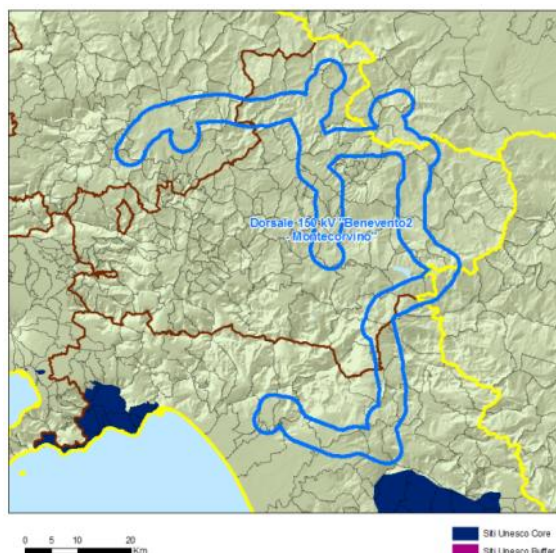 Dorsale 150 kV "Benevento2
- Montecorvino"
0 5 10 20
Km
Siti Unesco Core
Siti Unesco Buffer